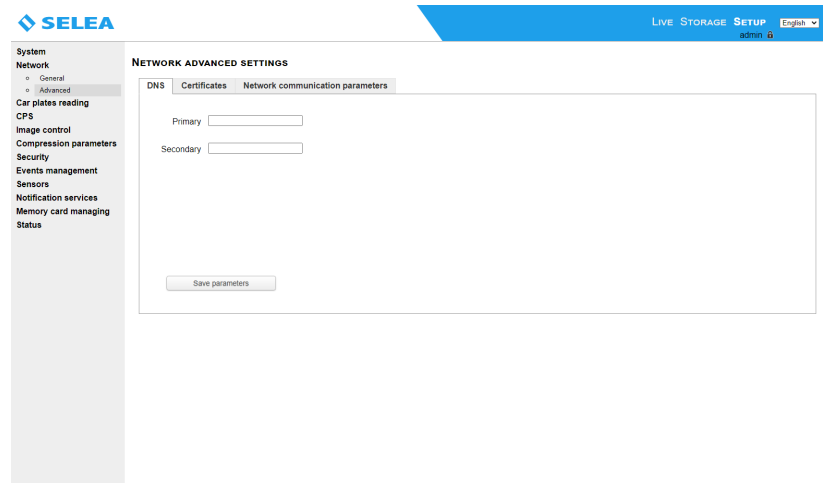 SELEA
LIVE STORAGE SETUP English
admin
System
Network
General
Advanced
Car plates reading
CPS
Image control
Compression parameters
Security
Events management
Sensors
Notification services
Memory card managing
Status
NETWORK ADVANCED SETTINGS
DNS Certificates Network communication parameters
Primary
Secondary
Save parameters